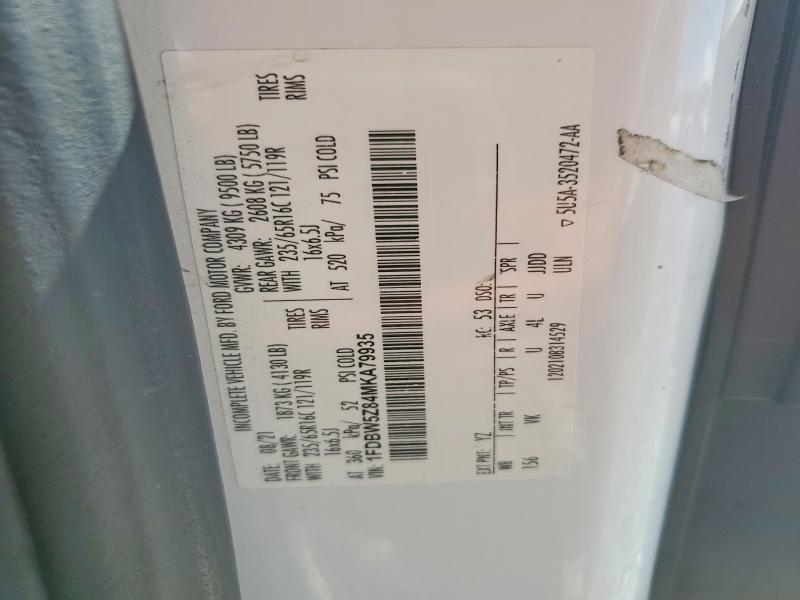 INCOMPLETE VEHICLE MFD. BY FORD MOTOR COMPANY
DATE: 08/21 GVWR: 4309 KG ( 9500 LB)
FRONT GAWR: 1873 KG ( 4130 LB) REAR GAWR: 2608 KG ( 5750 LB)
WITH 235/65R16C 121/119R TIRES WITH 235/65R16C 121/119R TIRES
16x6.5J RIMS 16x6.5J RIMS
AT 360 kPa/ 52 PSI COLD AT 520 kPa/ 75 PSI COLD
VIN: 1FDBW5Z84MKA79935
EXT PNT: YZ RC: 53 DSO:
WB INT TR TP/PS R AXLE TR SPR
156 VK U 4L U JJDD
1202108314529 ULN
▽ 5U5A-3520472-AA